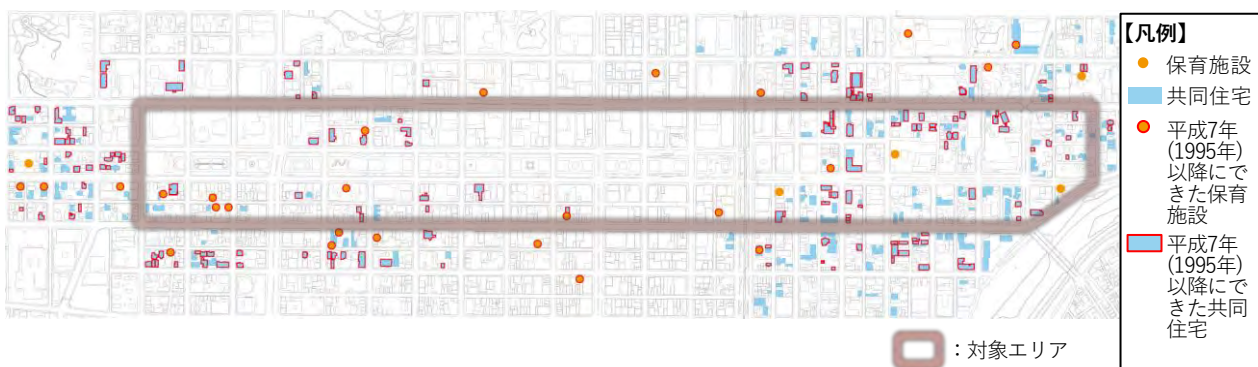 【凡例】
保育施設
共同住宅
平成7年
(1995年)
以降にで
きた保育
施設
平成7年
(1995年)
以降にで
きた共同
住宅
：対象エリア